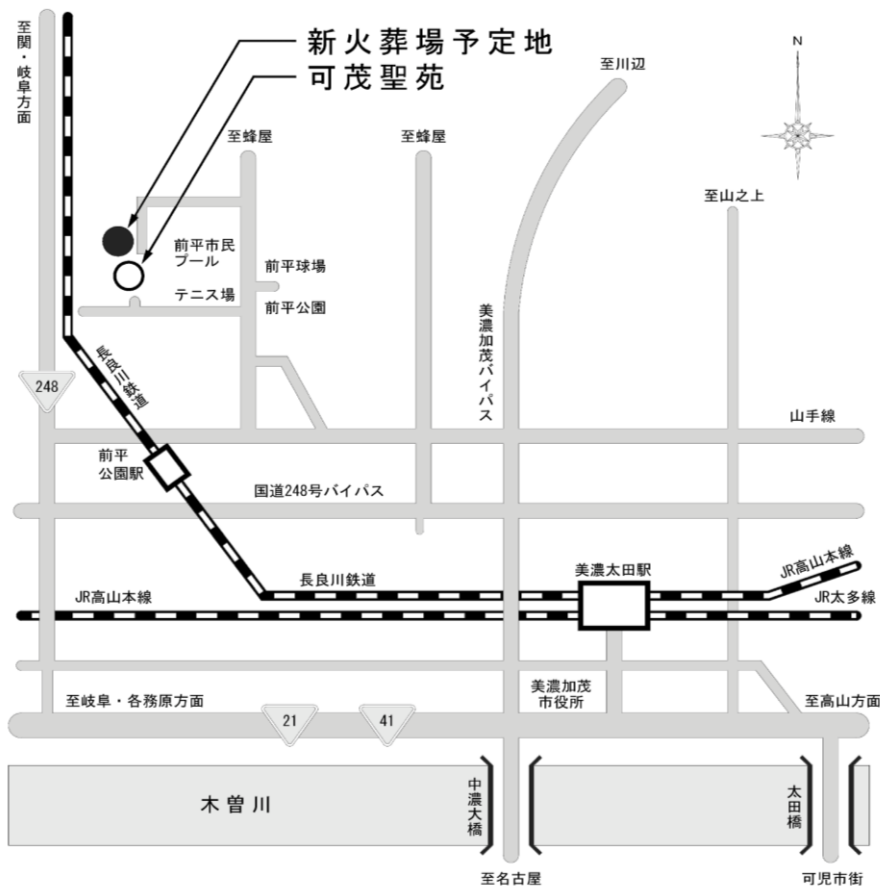 新火葬場予定地
可茂聖苑
至関・岐阜方面
至川辺
N
至蜂屋
至蜂屋
至山之上
前平市民
プール
前平球場
テニス場
前平公園
美濃加茂バイパス
長良川鉄道
248
山手線
前平
公園駅
国道248号バイパス
長良川鉄道
美濃太田駅
JR高山本線
JR高山本線
JR太多線
至岐阜・各務原方面
美濃加茂
市役所
至高山方面
21
41
木曽川
中濃大橋
太田橋
至名古屋
可児市街